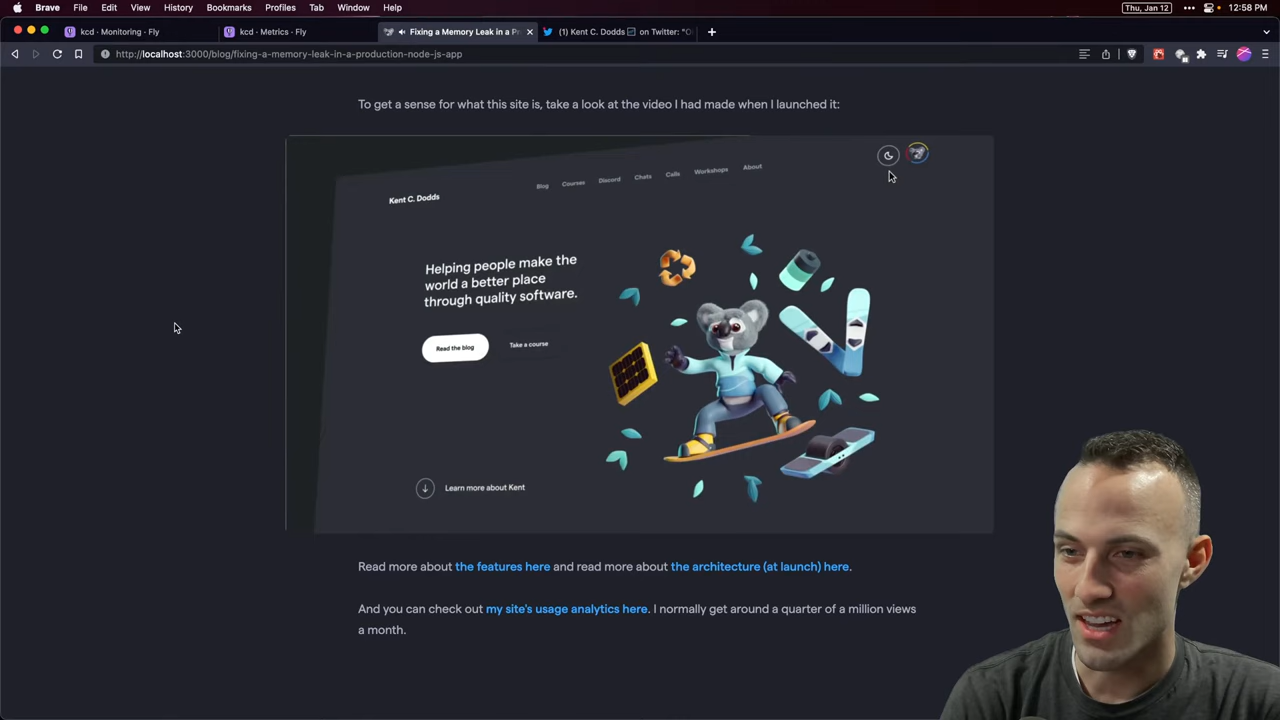 Brave File Edit View History Bookmarks Profiles Tab Window Help Thu, Jan 12 12:58 PM
kcd · Monitoring · Fly kcd · Metrics · Fly Fixing a Memory Leak in a P (1) Kent C. Dodds on Twitter: "O
http://localhost:3000/blog/fixing-a-memory-leak-in-a-production-node-js-app
To get a sense for what this site is, take a look at the video I had made when I launched it:
Kent C. Dodds Blog Courses Discord Chats Calls Workshops About
Helping people make the
world a better place
through quality software.
Read the blog Take a course
Learn more about Kent
Read more about the features here and read more about the architecture (at launch) here.
And you can check out my site's usage analytics here. I normally get around a quarter of a million views
a month.